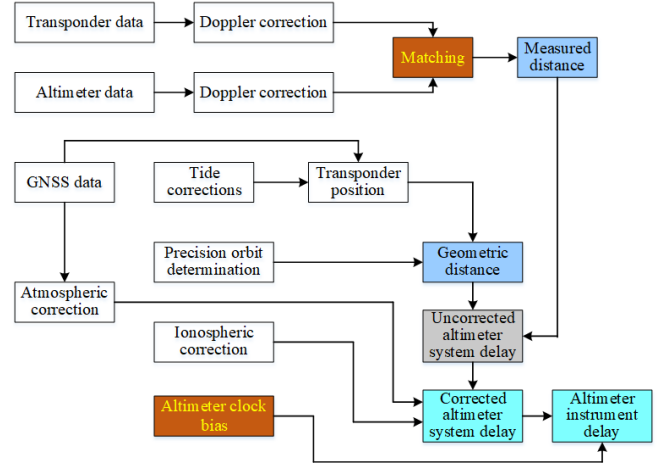 Transponder data
Doppler correction
Matching
Measured
distance
Altimeter data
Doppler correction
GNSS data
Tide
corrections
Transponder
position
Precision orbit
determination
Geometric
distance
Atmospheric
correction
Ionospheric
correction
Uncorrected
altimeter
system delay
Altimeter clock
bias
Corrected
altimeter
system delay
Altimeter
instrument
delay